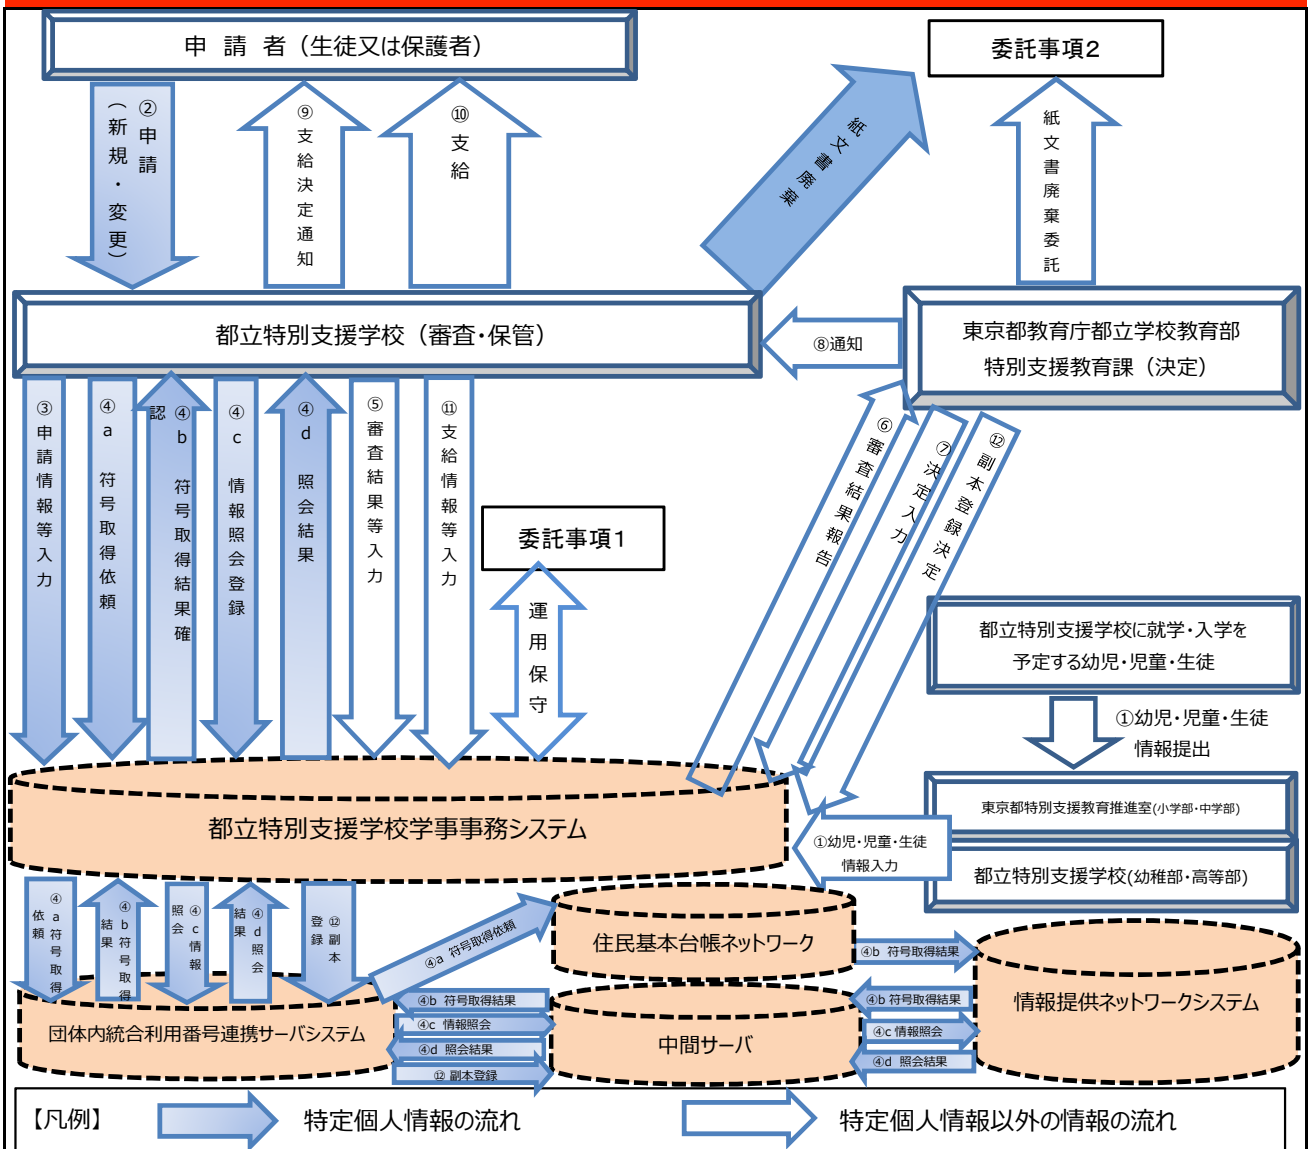 申 請 者（生徒又は保護者）
委託事項2
②申請
（新規・変更）
⑨支給決定通知
⑩支給
紙文書廃棄
紙文書廃棄委託
都立特別支援学校（審査・保管）
⑧通知
東京都教育庁都立学校教育部
特別支援教育課（決定）
③申請情報等入力
④a 符号取得依頼
④b 符号取得結果確認
④c 情報照会登録
④d 照会結果
⑤審査結果等入力
⑪支給情報等入力
委託事項1
運用保守
⑥審査結果報告
⑦決定入力
⑫副本登録決定
都立特別支援学校に就学・入学を
予定する幼児・児童・生徒
①幼児・児童・生徒
情報提出
東京都特別支援教育推進室(小学部・中学部)
都立特別支援学校(幼稚部・高等部)
①幼児・児童・生徒
情報入力
都立特別支援学校学事事務システム
④a符号取得依頼
④b符号取得結果
④c情報照会
④d照会結果
⑫副本登録
④a 符号取得依頼
住民基本台帳ネットワーク
④b 符号取得結果
情報提供ネットワークシステム
団体内統合利用番号連携サーバシステム
④b 符号取得結果
④c 情報照会
④d 照会結果
⑫ 副本登録
中間サーバ
④b 符号取得結果
④c 情報照会
④d 照会結果
【凡例】
特定個人情報の流れ
特定個人情報以外の情報の流れ